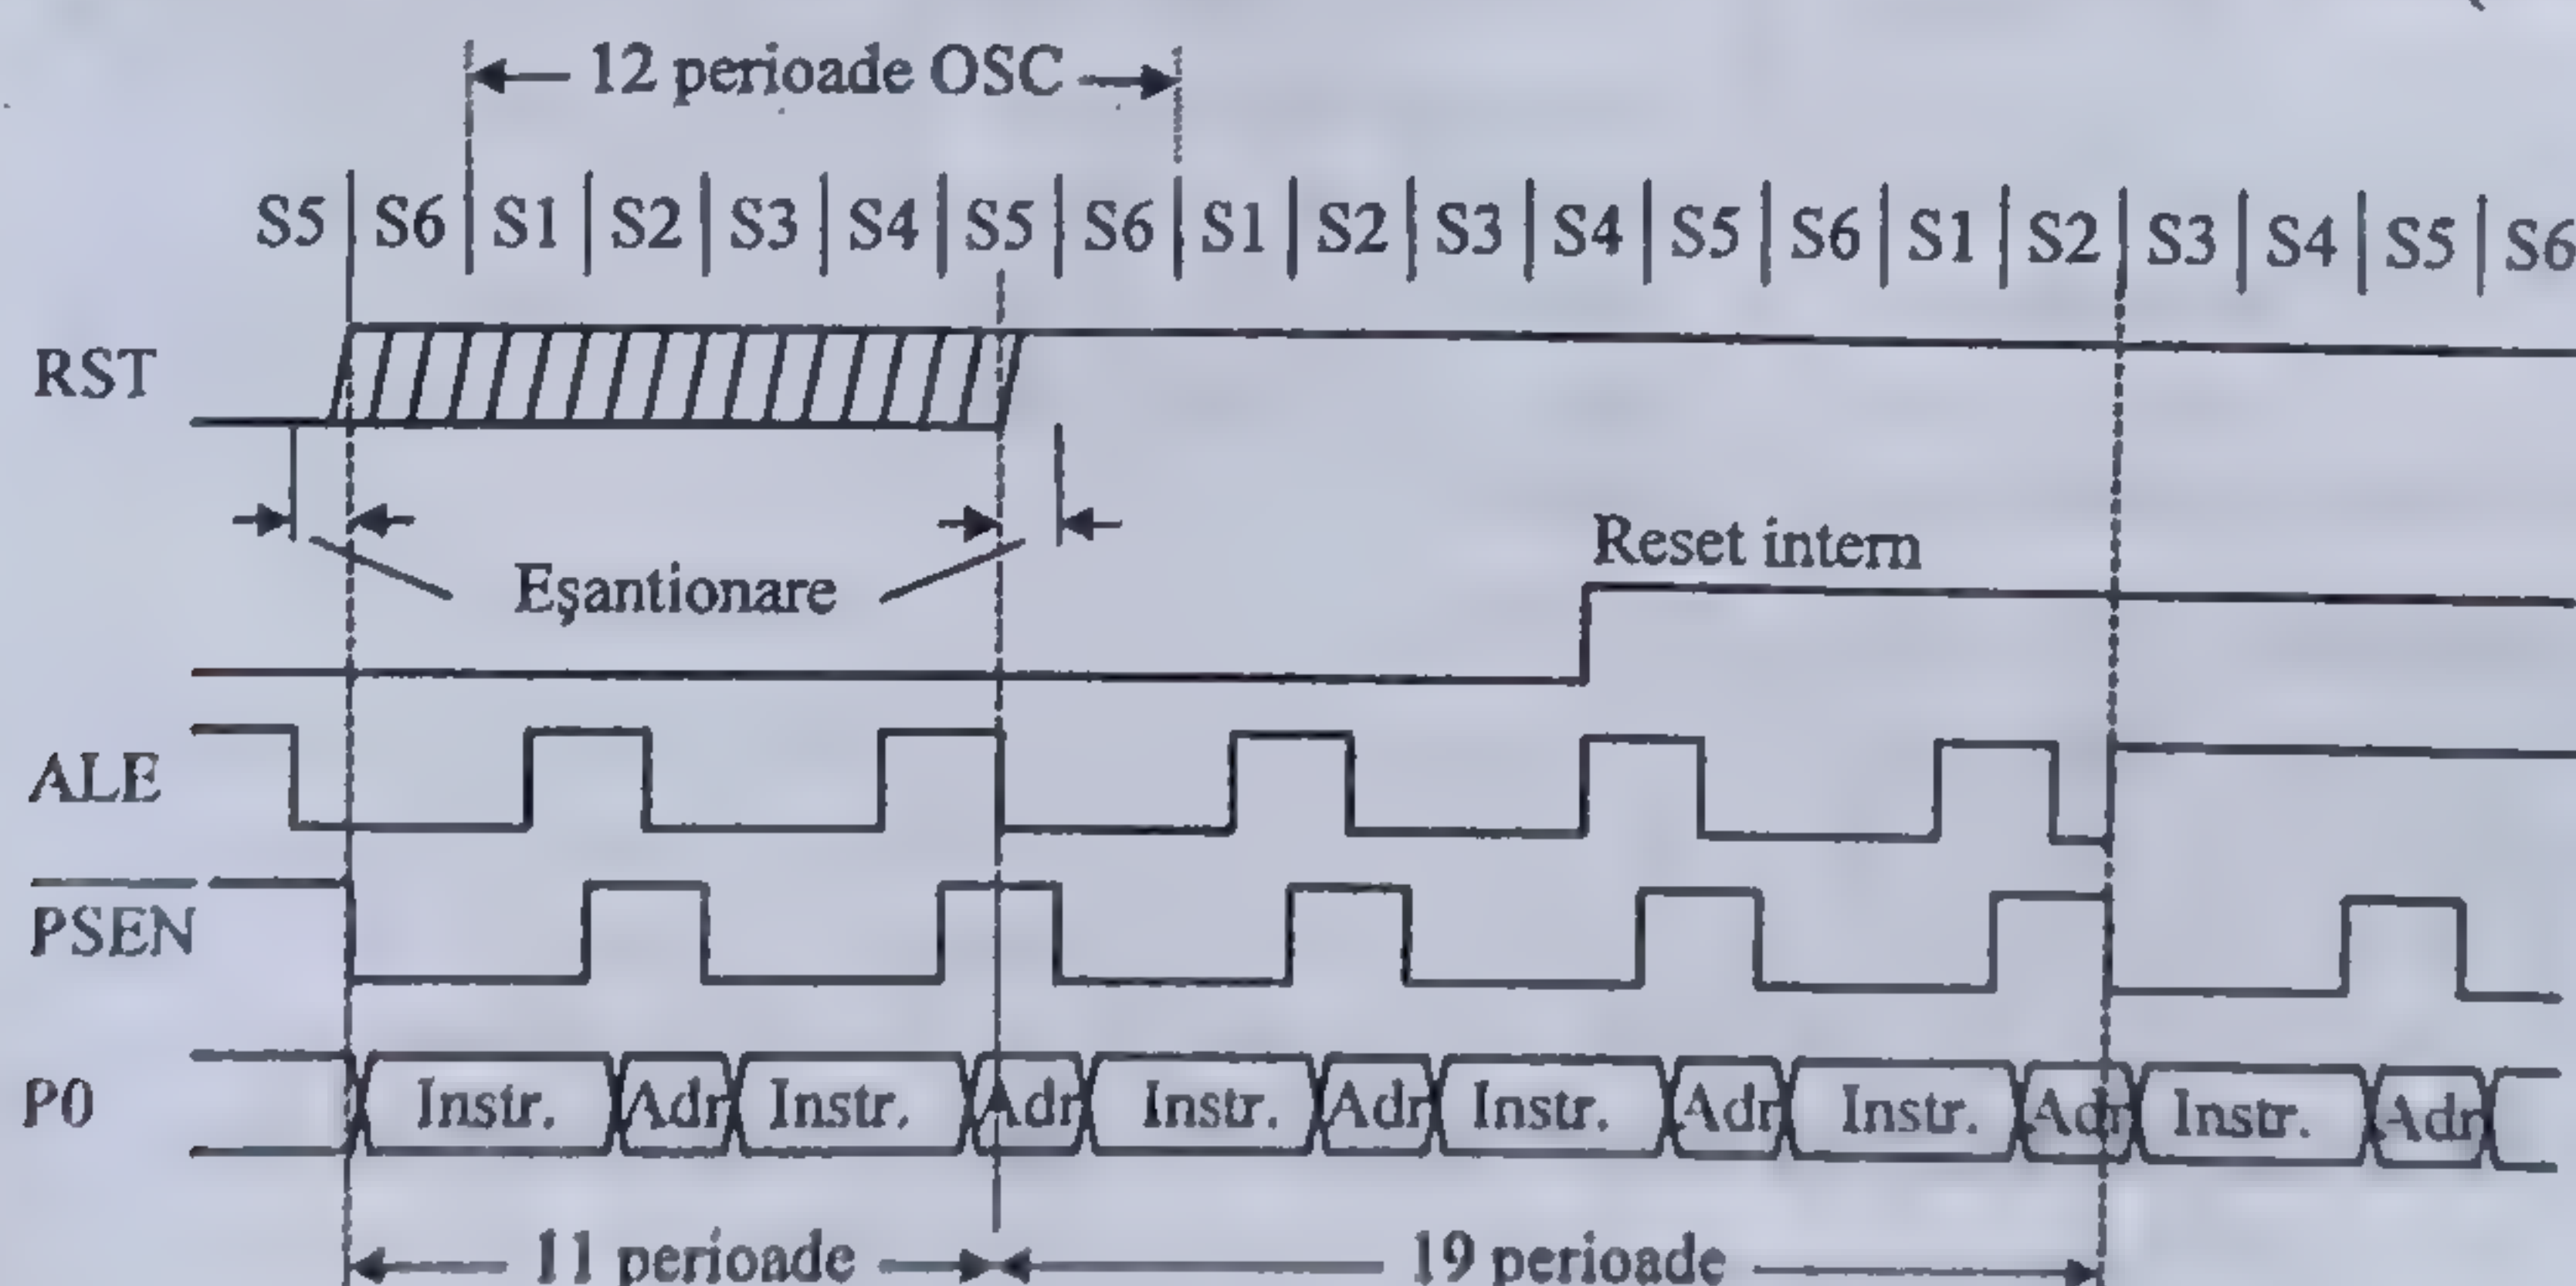 12 perioade OSC
S5 S6 S1 S2 S3 S4 S5 S6 S1 S2 S3 S4 S5 S6 S1 S2 S3 S4 S5 S6
RST
Eşantionare
Reset intern
ALE
PSEN
P0 Instr. Adr Instr. Adr Instr. Adr Instr. Adr Instr. Adr Instr. Adr
11 perioade 19 perioade